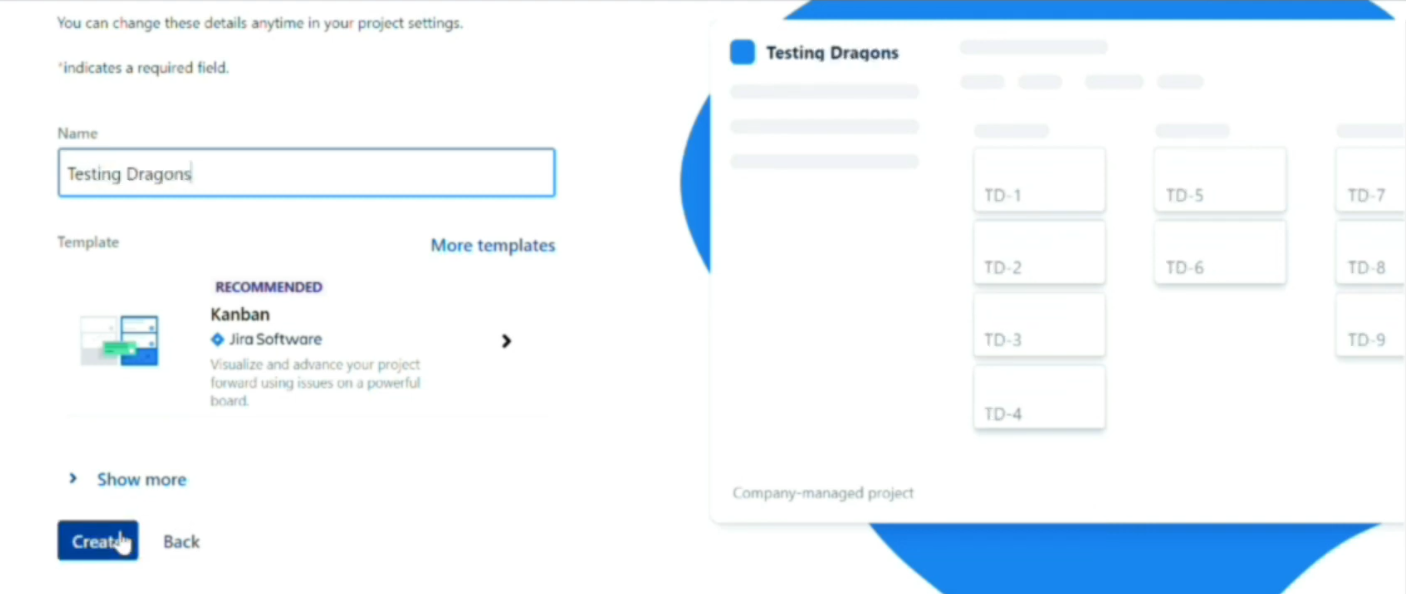 You can change these details anytime in your project settings.
*indicates a required field.
Name
Testing Dragons
Template
More templates
RECOMMENDED
Kanban
Jira Software
Visualize and advance your project
forward using issues on a powerful
board.
Show more
Create
Back
Testing Dragons
TD-1
TD-5
TD-7
TD-2
TD-6
TD-8
TD-3
TD-9
TD-4
Company-managed project